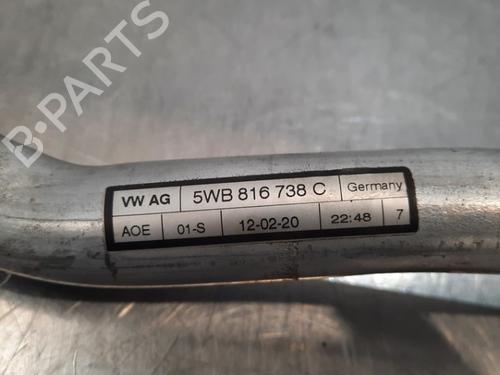 B-PARTS
VW AG 5WB 816 738 C Germany
AOE 01-S 12-02-20 22:48 7